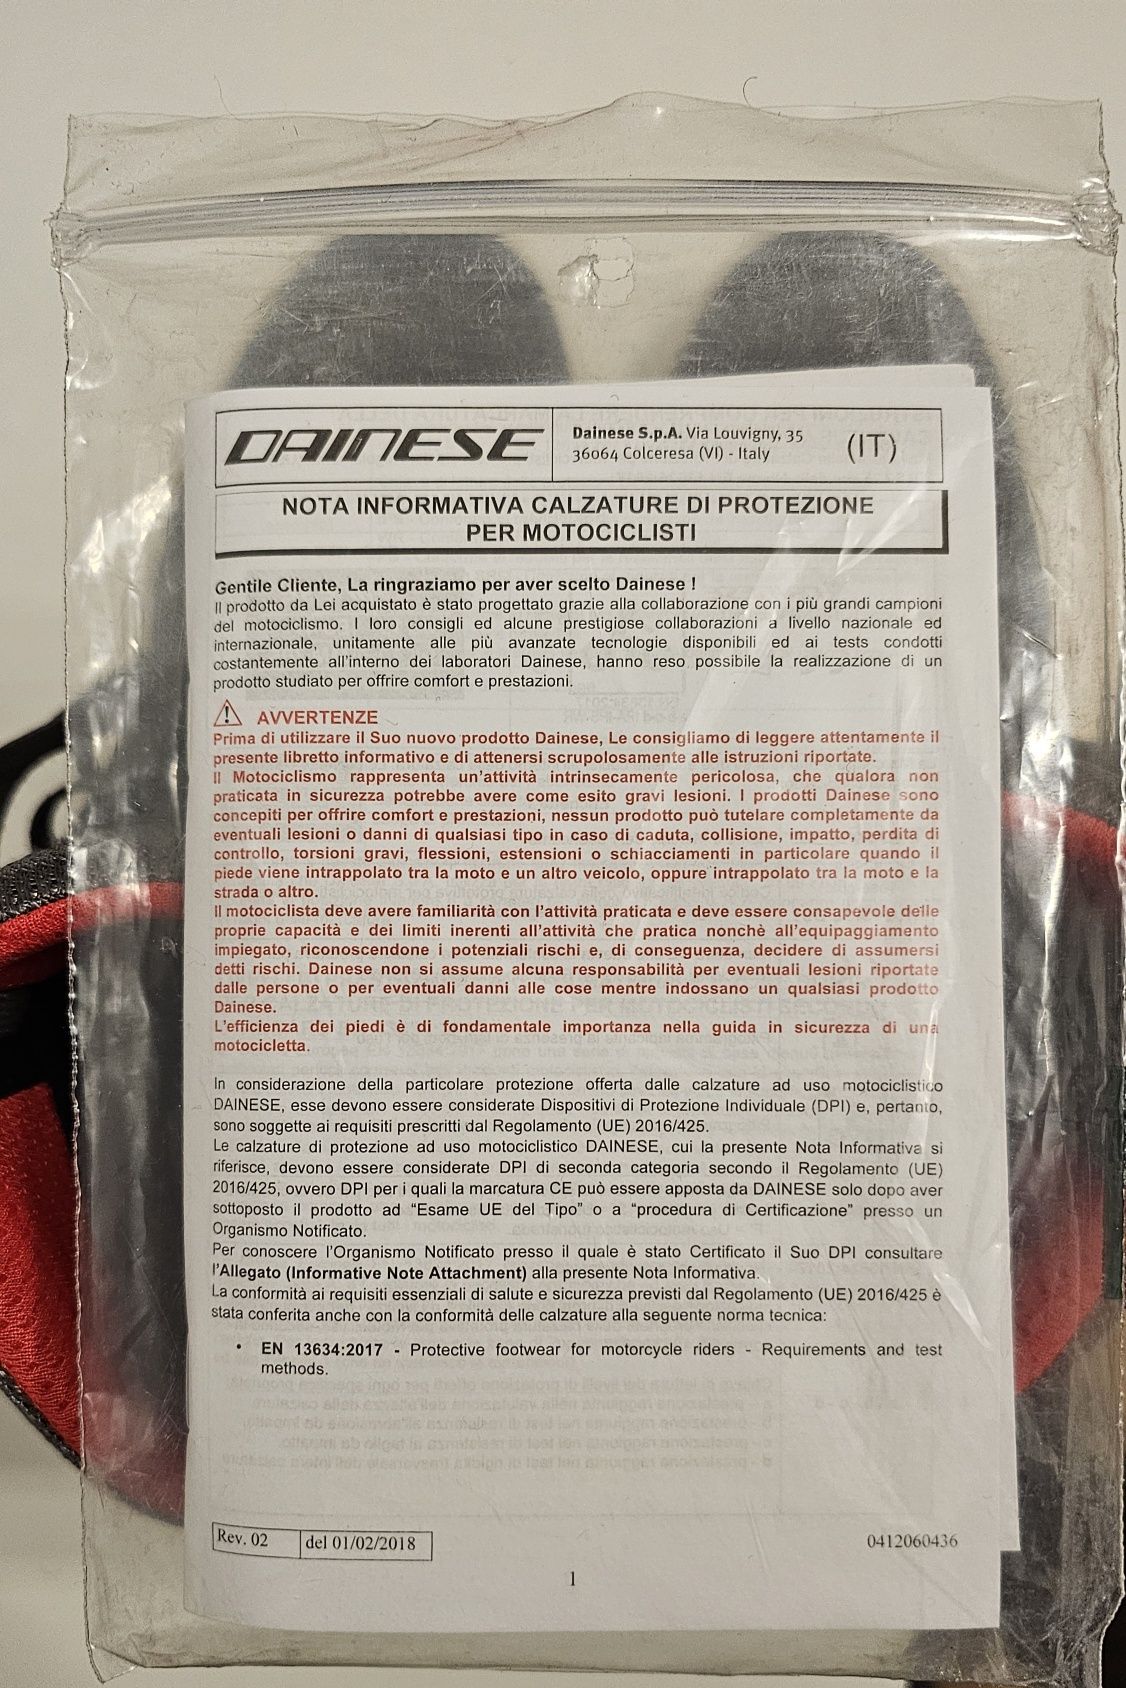 DAINESE
Dainese S.p.A. Via Louvigny, 35
36064 Colceresa (VI) - Italy
(IT)
NOTA INFORMATIVA CALZATURE DI PROTEZIONE
PER MOTOCICLISTI
Gentile Cliente, La ringraziamo per aver scelto Dainese !
Il prodotto da Lei acquistato è stato progettato grazie alla collaborazione con i più grandi campioni
del motociclismo. I loro consigli ed alcune prestigiose collaborazioni a livello nazionale ed
internazionale, unitamente alle più avanzate tecnologie disponibili ed ai tests condotti
costantemente all'interno dei laboratori Dainese, hanno reso possibile la realizzazione di un
prodotto studiato per offrire comfort e prestazioni.
AVVERTENZE
Prima di utilizzare il Suo nuovo prodotto Dainese, Le consigliamo di leggere attentamente il
presente libretto informativo e di attenersi scrupolosamente alle istruzioni riportate.
Il Motociclismo rappresenta un'attività intrinsecamente pericolosa, che qualora non
praticata in sicurezza potrebbe avere come esito gravi lesioni. I prodotti Dainese sono
concepiti per offrire comfort e prestazioni, nessun prodotto può tutelare completamente da
eventuali lesioni o danni di qualsiasi tipo in caso di caduta, collisione, impatto, perdita di
controllo, torsioni gravi, flessioni, estensioni o schiacciamenti in particolare quando il
piede viene intrappolato tra la moto e un altro veicolo, oppure intrappolato tra la moto e la
strada o altro.
Il motociclista deve avere familiarità con l'attività praticata e deve essere consapevole delle
proprie capacità e dei limiti inerenti all'attività che pratica nonchè all'equipaggiamento
impiegato, riconoscendone i potenziali rischi e, di conseguenza, decidere di assumersi
detti rischi. Dainese non si assume alcuna responsabilità per eventuali lesioni riportate
dalle persone o per eventuali danni alle cose mentre indossano un qualsiasi prodotto
Dainese.
L'efficienza dei piedi è di fondamentale importanza nella guida in sicurezza di una
motocicletta.
In considerazione della particolare protezione offerta dalle calzature ad uso motociclistico
DAINESE, esse devono essere considerate Dispositivi di Protezione Individuale (DPI) e, pertanto,
sono soggette ai requisiti prescritti dal Regolamento (UE) 2016/425.
Le calzature di protezione ad uso motociclistico DAINESE, cui la presente Nota Informativa si
riferisce, devono essere considerate DPI di seconda categoria secondo il Regolamento (UE)
2016/425, ovvero DPI per i quali la marcatura CE può essere apposta da DAINESE solo dopo aver
sottoposto il prodotto ad “Esame UE del Tipo” o a “procedura di Certificazione” presso un
Organismo Notificato.
Per conoscere l'Organismo Notificato presso il quale è stato Certificato il Suo DPI consultare
l'Allegato (Informative Note Attachment) alla presente Nota Informativa.
La conformità ai requisiti essenziali di salute e sicurezza previsti dal Regolamento (UE) 2016/425 è
stata conferita anche con la conformità delle calzature alla seguente norma tecnica:
• EN 13634:2017 - Protective footwear for motorcycle riders - Requirements and test
methods.
Rev. 02 del 01/02/2018
0412060436
1